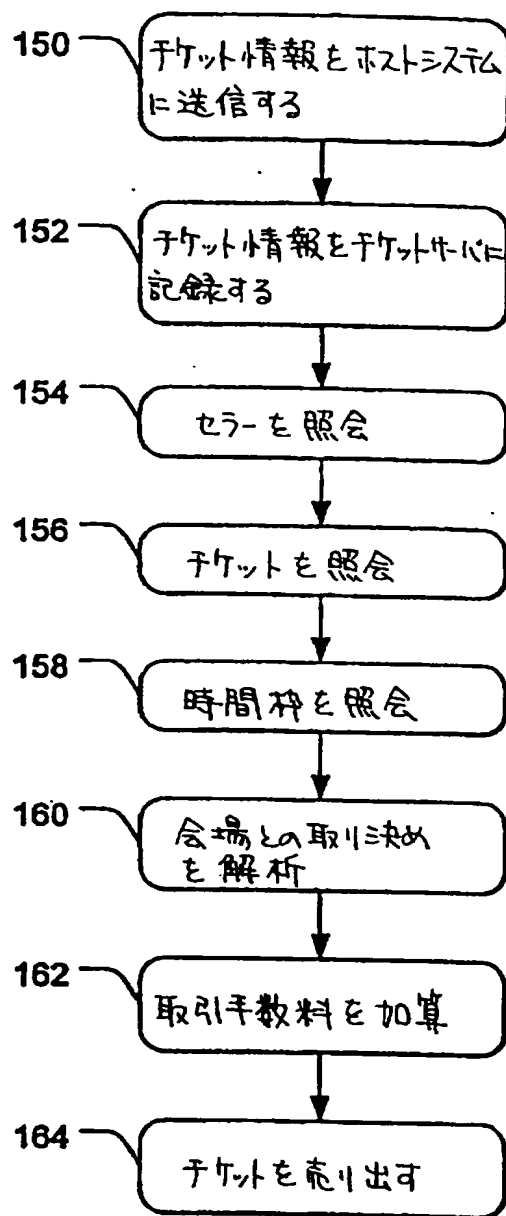 150
チケット情報をホストシステム
に送信する
152
チケット情報をチケットサーバに
記録する
154
セラーを照会
156
チケットを照会
158
時間枠を照会
160
会場との取り決め
を解析
162
取引手数料を加算
164
チケットを売り出す